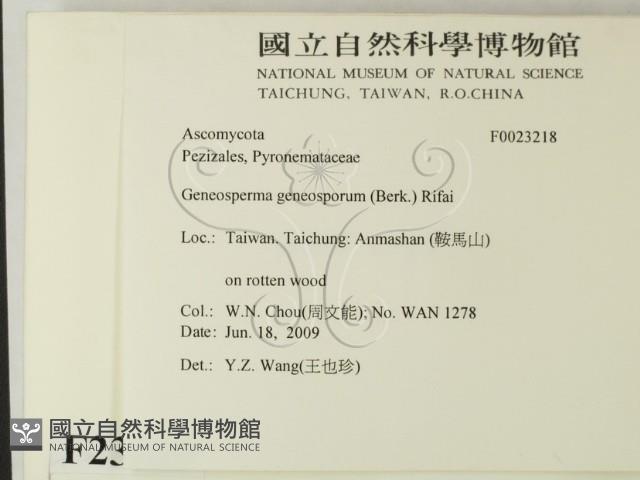 國立自然科學博物館
NATIONAL MUSEUM OF NATURAL SCIENCE
TAICHUNG, TAIWAN, R.O.CHINA
Ascomycota F0023218
Pezizales, Pyronemataceae
Geneosperma geneosporum (Berk.) Rifai
Loc.: Taiwan. Taichung: Anmashan (鞍馬山)
on rotten wood
Col.: W.N. Chou(周文能); No. WAN 1278
Date: Jun. 18, 2009
Det.: Y.Z. Wang(王也珍)
國立自然科學博物館
NATIONAL MUSEUM OF NATURAL SCIENCE